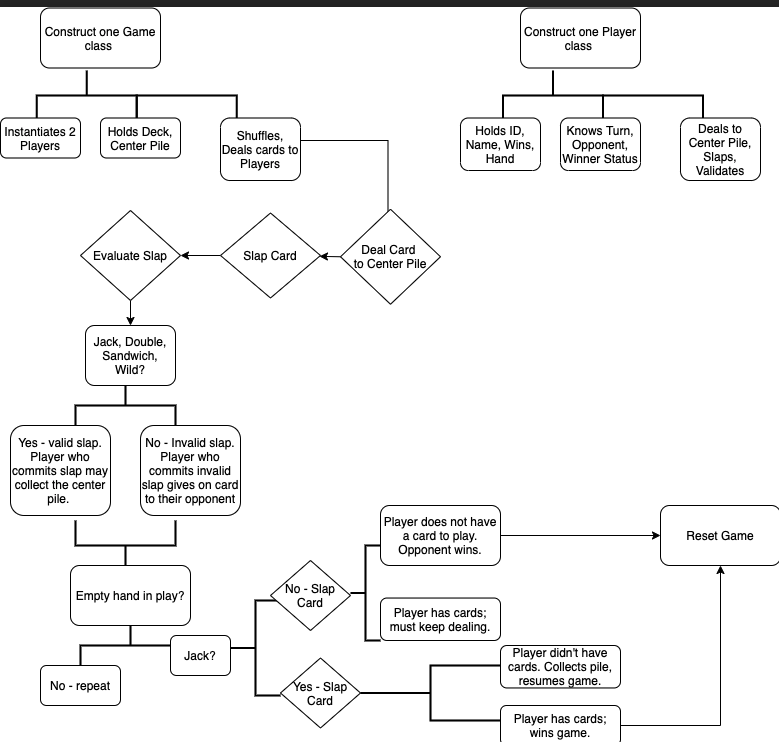 Construct one Game
class
Construct one Player
class
Instantiates 2
Players
Holds Deck,
Center Pile
Shuffles,
Deals cards to
Players
Holds ID,
Name, Wins,
Hand
Knows Turn,
Opponent,
Winner Status
Deals to
Center Pile,
Slaps,
Validates
Evaluate Slap
Slap Card
Deal Card
to Center Pile
Jack, Double,
Sandwich,
Wild?
Yes - valid slap.
Player who
commits slap may
collect the center
pile.
No - Invalid slap.
Player who
commits invalid
slap gives on card
to their opponent
Empty hand in play?
No - repeat
Jack?
No - Slap
Card
Player does not have
a card to play.
Opponent wins.
Player has cards;
must keep dealing.
Reset Game
Yes - Slap
Card
Player didn't have
cards. Collects pile,
resumes game.
Player has cards;
wins game.